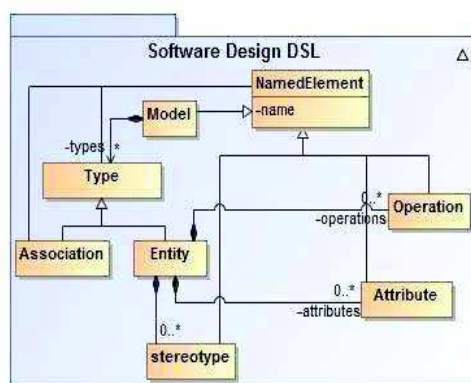 Software Design DSL
NamedElement
-name
Model
-types
*
Type
0..*
-operations
Operation
Association
Entity
0..*
-attributes
Attribute
0..*
stereotype